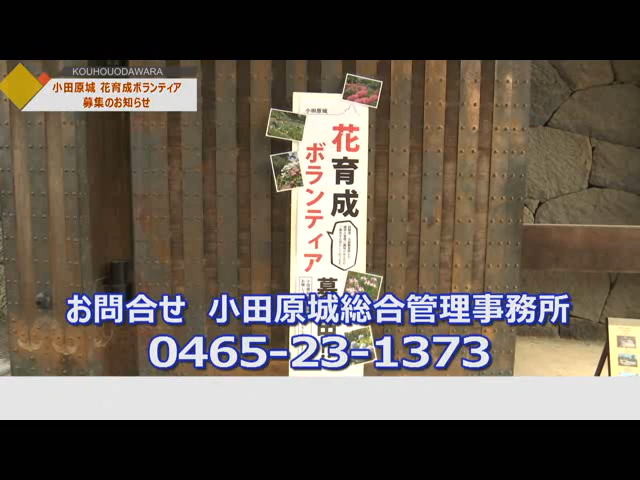 KOUHOUODAWARA
小田原城 花育成ボランティア
募集のお知らせ
小田原城
花育成
ボランティア
募
お問合せ 小田原城総合管理事務所
0465-23-1373